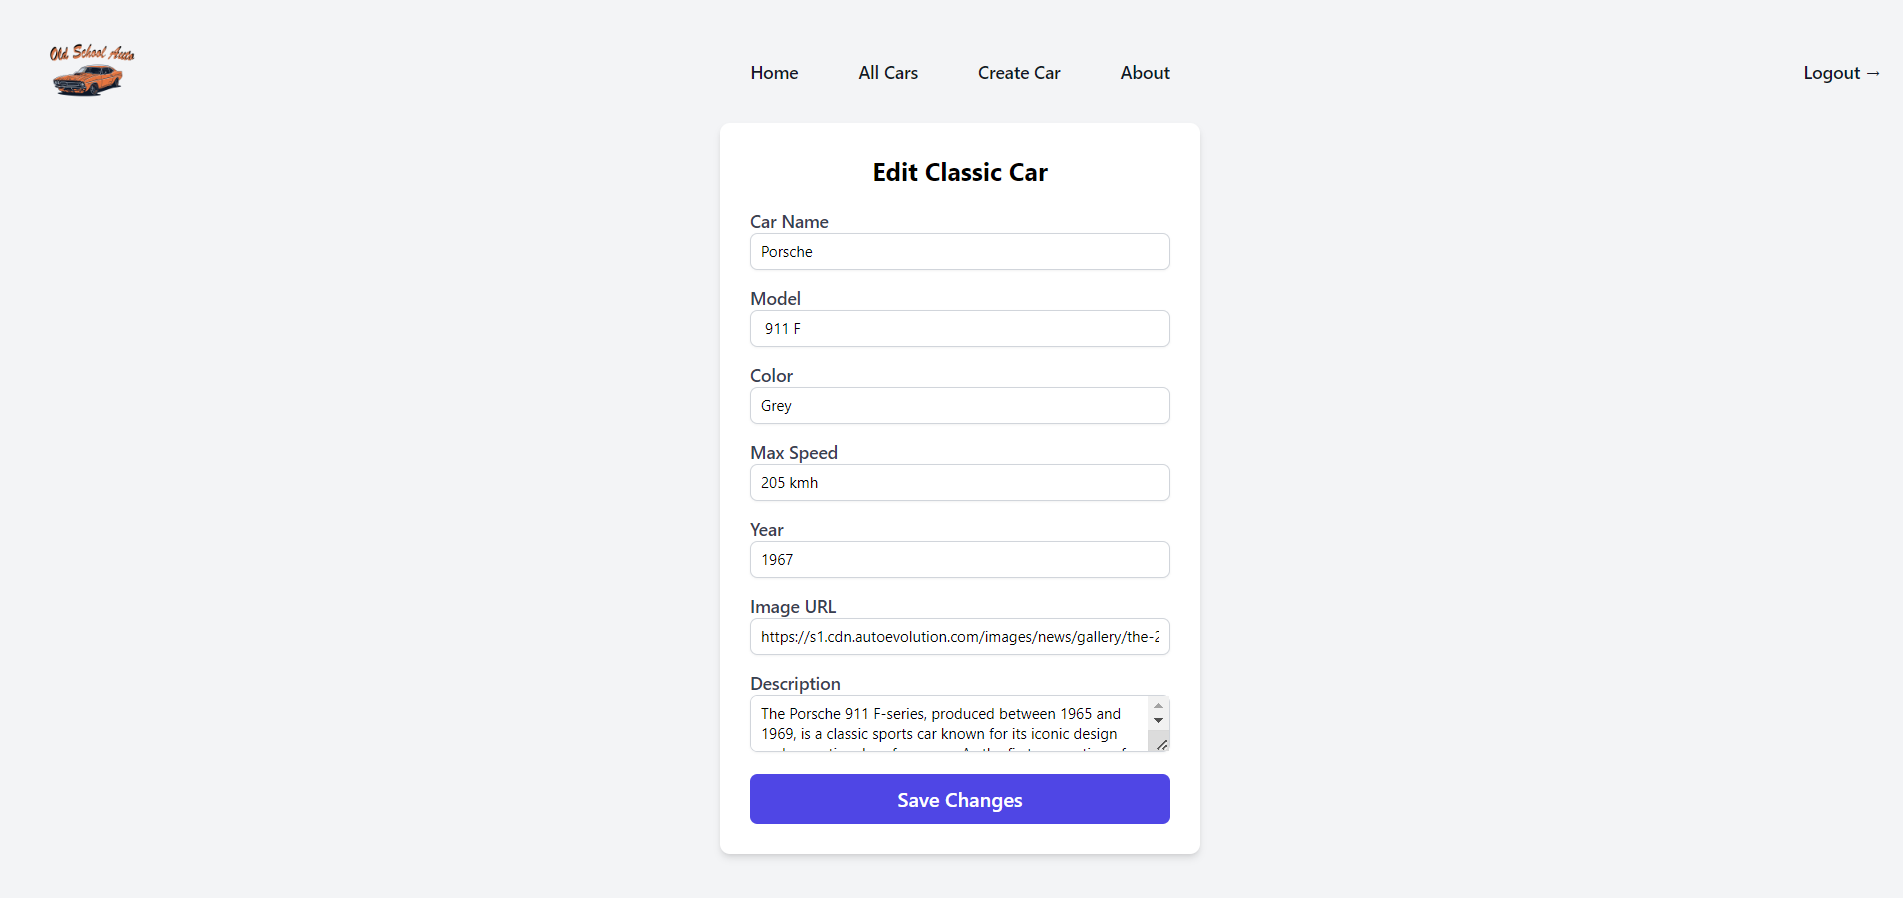 Old School Auto
Home
All Cars
Create Car
About
Logout →
Edit Classic Car
Car Name
Porsche
Model
911 F
Color
Grey
Max Speed
205 kmh
Year
1967
Image URL
https://s1.cdn.autoevolution.com/images/news/gallery/the-2
Description
The Porsche 911 F-series, produced between 1965 and
1969, is a classic sports car known for its iconic design
Save Changes